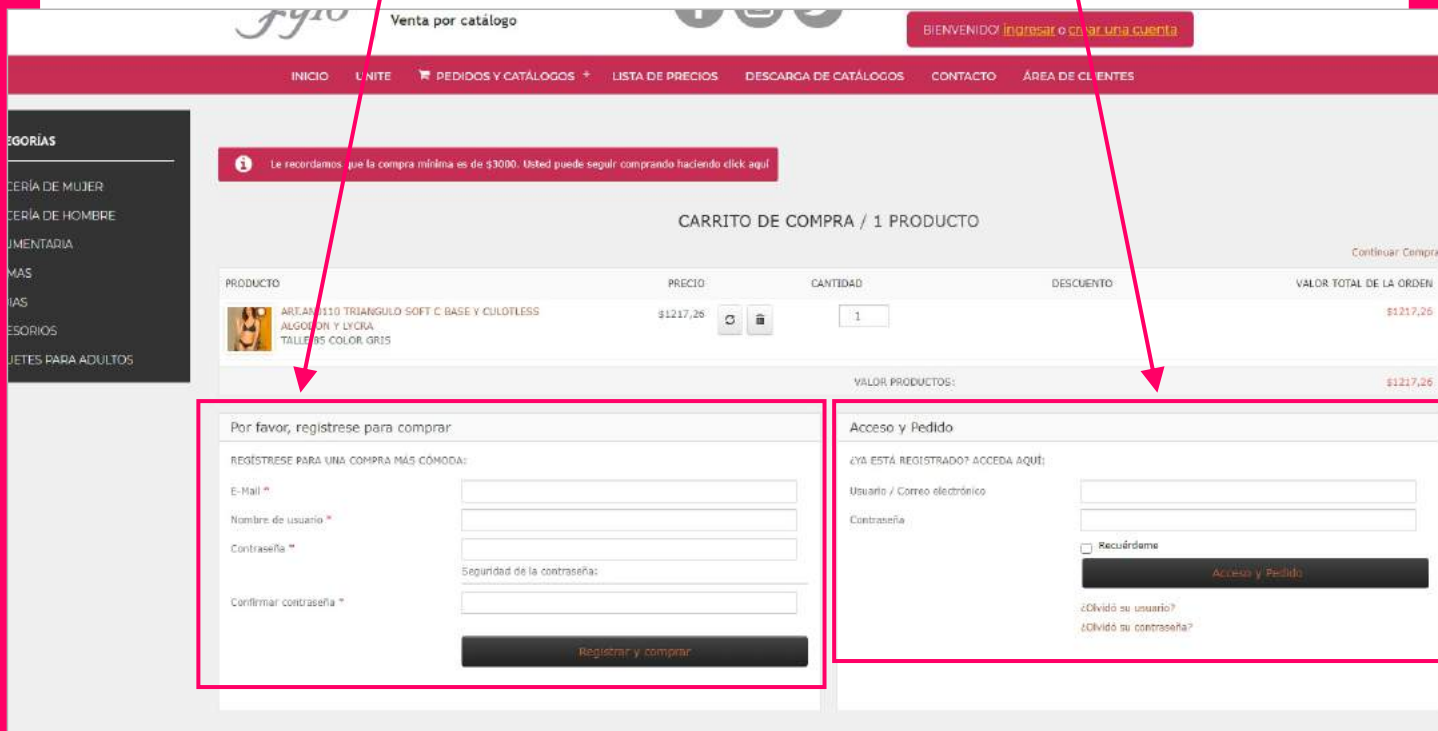 Fylo
Venta por catálogo
BIENVENIDO! ingresar o crear una cuenta
INICIO UNITE PEDIDOS Y CATÁLOGOS + LISTA DE PRECIOS DESCARGA DE CATÁLOGOS CONTACTO ÁREA DE CLIENTES
EGORÍAS
CERÍA DE MUJER
CERÍA DE HOMBRE
UMENTARIA
MAS
IAS
ESORIOS
UETES PARA ADULTOS
Le recordamos que la compra mínima es de $3000. Usted puede seguir comprando haciendo click aquí
CARRITO DE COMPRA / 1 PRODUCTO
Continuar Compra
PRODUCTO PRECIO CANTIDAD DESCUENTO VALOR TOTAL DE LA ORDEN
ART.AN3110 TRIANGULO SOFT C BASE Y CULOTLESS $1217,26 1 $1217,26
ALGODON Y LYCRA
TALLE 85 COLOR GRIS
VALOR PRODUCTOS: $1217,26
Por favor, registrese para comprar
REGÍSTRESE PARA UNA COMPRA MÁS CÓMODA:
E-Mail *
Nombre de usuario *
Contraseña *
Seguridad de la contraseña:
Confirmar contraseña *
Registrar y comprar
Acceso y Pedido
¿YA ESTÁ REGISTRADO? ACCEDA AQUÍ:
Usuario / Correo electrónico
Contraseña
Recuérdeme
Acceso y Pedido
¿Olvidó su usuario?
¿Olvidó su contraseña?